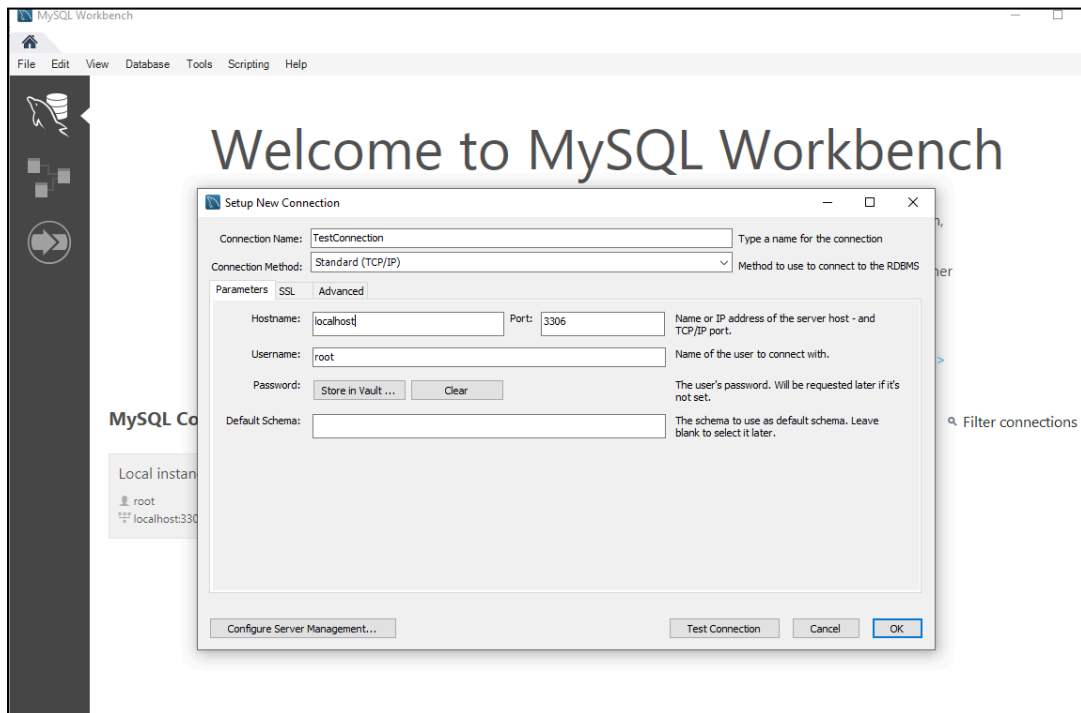 MySQL Workbench
File Edit View Database Tools Scripting Help
Welcome to MySQL Workbench
Setup New Connection
Connection Name: TestConnection Type a name for the connection
Connection Method: Standard (TCP/IP) Method to use to connect to the RDBMS
Parameters SSL Advanced
Hostname: localhost Port: 3306 Name or IP address of the server host - and
TCP/IP port.
Username: root Name of the user to connect with.
Password: Store in Vault ... Clear The user's password. Will be requested later if it's
not set.
Default Schema: The schema to use as default schema. Leave
blank to select it later.
MySQL Co
Filter connections
Local instan
root
localhost:330
Configure Server Management... Test Connection Cancel OK